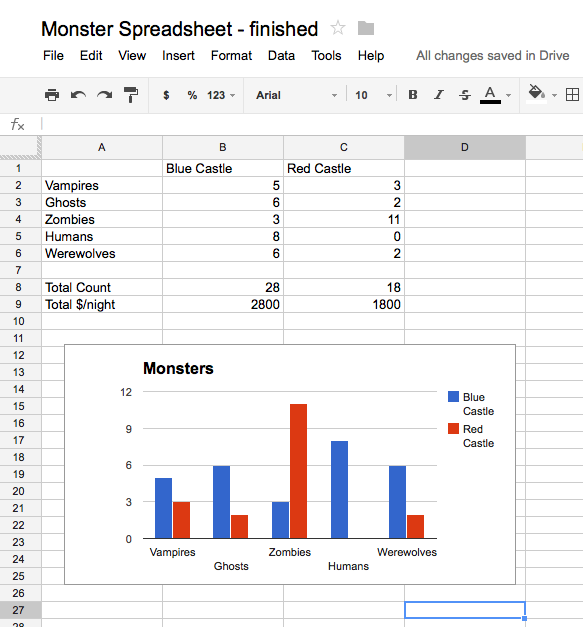 Monster Spreadsheet - finished
File Edit View Insert Format Data Tools Help All changes saved in Drive
$ % 123 Arial 10 B I S A
fx
A B C D
1 Blue Castle Red Castle
2 Vampires 5 3
3 Ghosts 6 2
4 Zombies 3 11
5 Humans 8 0
6 Werewolves 6 2
7
8 Total Count 28 18
9 Total $/night 2800 1800
10
11
12
13
14
15
16
17
18
19
20
21
22
23
24
25
26
27
28
Monsters
12
9
6
3
0
Vampires Zombies Werewolves
Ghosts Humans
Blue
Castle
Red
Castle